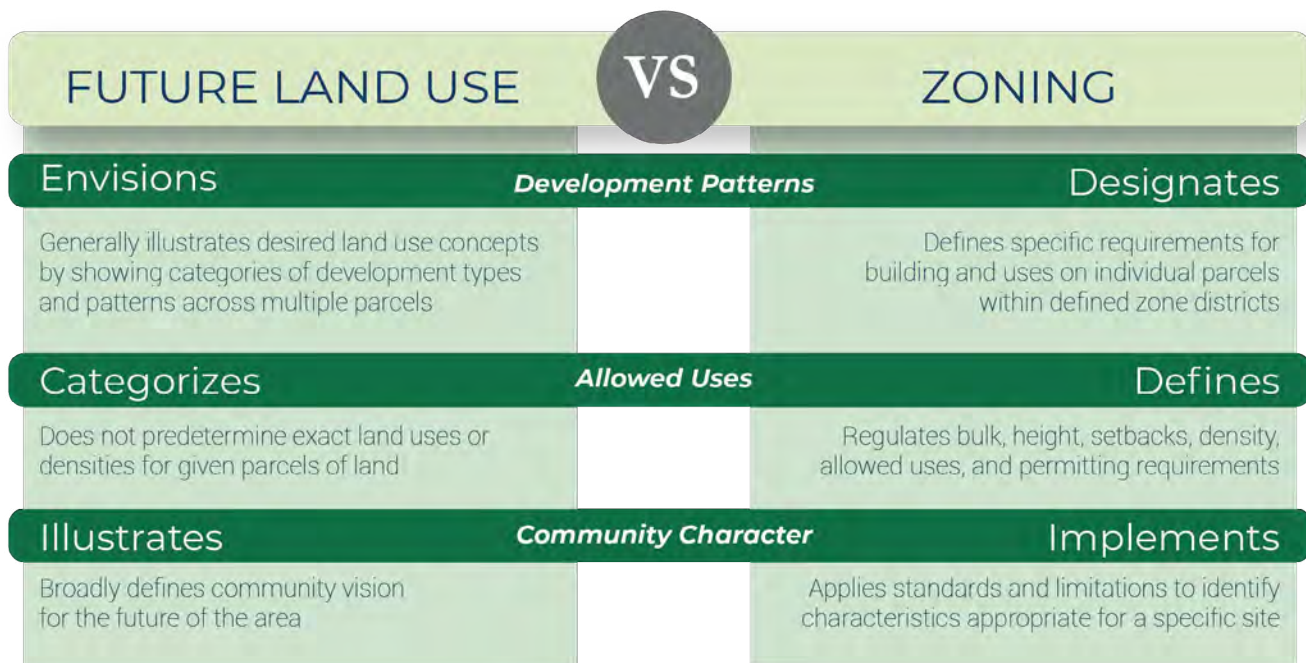 FUTURE LAND USE
VS
ZONING
Envisions
Development Patterns
Designates
Generally illustrates desired land use concepts
by showing categories of development types
and patterns across multiple parcels
Defines specific requirements for
building and uses on individual parcels
within defined zone districts
Categorizes
Allowed Uses
Defines
Does not predetermine exact land uses or
densities for given parcels of land
Regulates bulk, height, setbacks, density,
allowed uses, and permitting requirements
Illustrates
Community Character
Implements
Broadly defines community vision
for the future of the area
Applies standards and limitations to identify
characteristics appropriate for a specific site